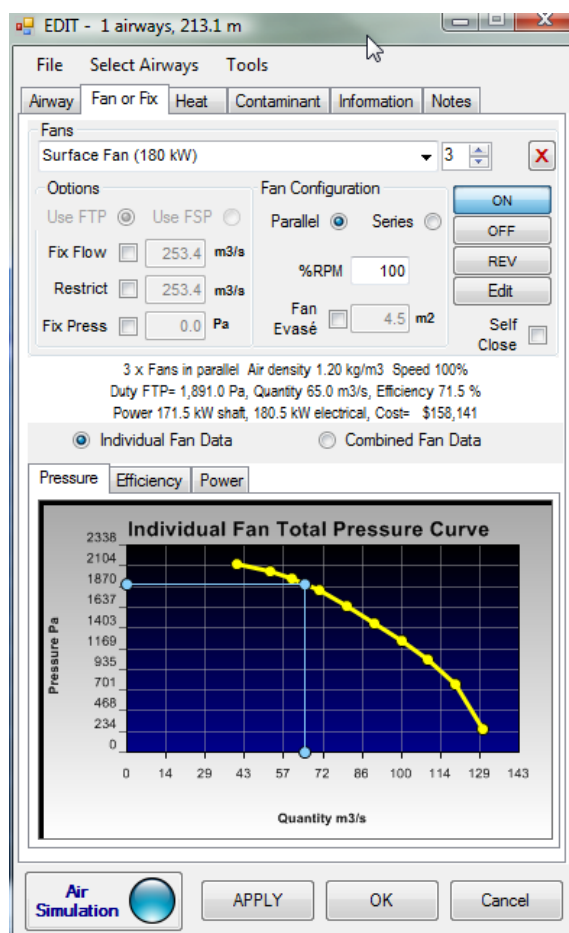 EDIT - 1 airways, 213.1 m
File Select Airways Tools
Airway Fan or Fix Heat Contaminant Information Notes
Fans
Surface Fan (180 kW) 3 X
Options Fan Configuration ON
Use FTP Use FSP Parallel Series OFF
Fix Flow 253.4 m3/s REV
%RPM 100
Restrict 253.4 m3/s Edit
Fix Press 0.0 Pa Fan Evasé 4.5 m2 Self Close
3 x Fans in parallel Air density 1.20 kg/m3 Speed 100%
Duty FTP= 1,891.0 Pa, Quantity 65.0 m3/s, Efficiency 71.5 %
Power 171.5 kW shaft, 180.5 kW electrical, Cost= $158,141
Individual Fan Data Combined Fan Data
Pressure Efficiency Power
Individual Fan Total Pressure Curve
2338
2104
1870
1637
1403
1169
935
701
468
234
0
Pressure Pa
0 14 29 43 57 72 86 100 114 129 143
Quantity m3/s
Air Simulation APPLY OK Cancel